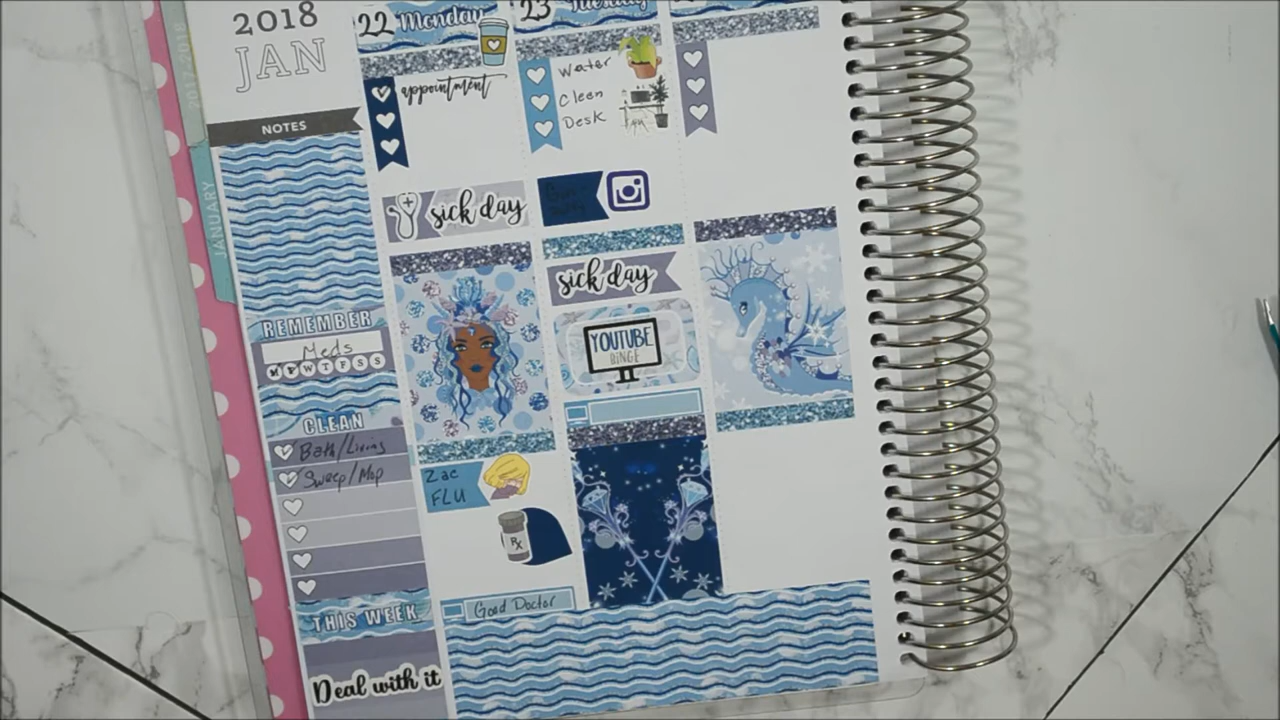 2018
JAN
NOTES
JANUARY
REMEMBER
Meds
M T W T F S S
CLEAN
Bath/Living
Sweep/Mop
THIS WEEK
Deal with it
22 Monday
appointment
sick day
Zac
FLU
Rx
Good Doctor
23 Tuesday
Water
Clean
Desk
sick day
YOUTUBE
BINGE